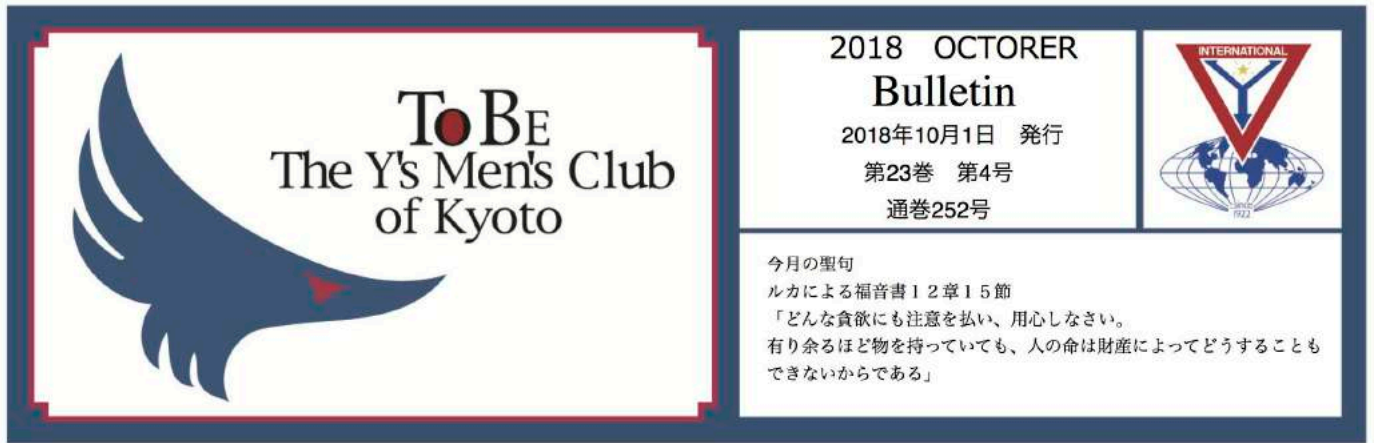 ToBE
The Y's Men's Club
of Kyoto
2018 OCTORER
Bulletin
2018年10月1日 発行
第23巻 第4号
通巻252号
INTERNATIONAL
SINCE
1922
今月の聖句
ルカによる福音書12章15節
「どんな貪欲にも注意を払い、用心しなさい。
有り余るほど物を持っていても、人の命は財産によってどうすることも
できないからである」